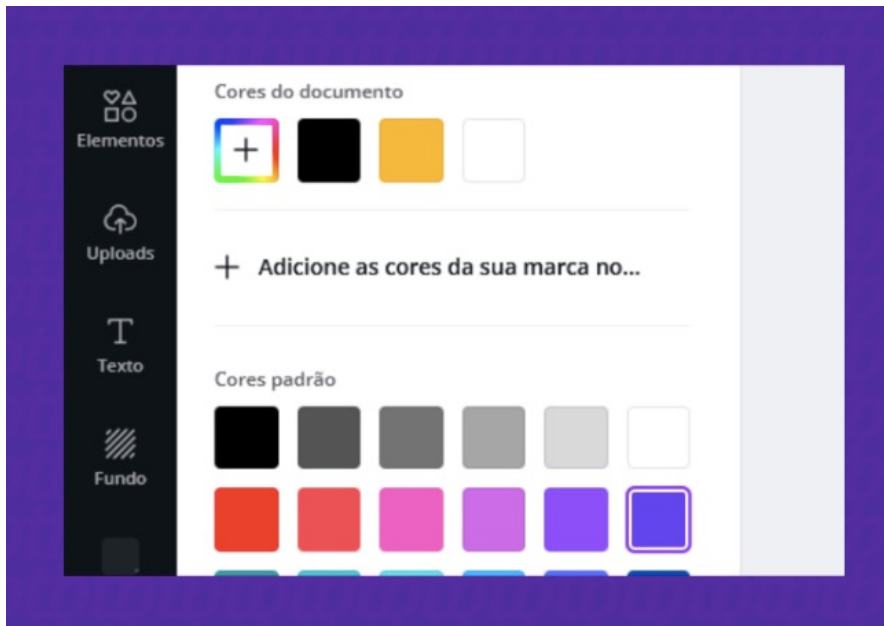 Elementos
Uploads
Texto
Fundo
Cores do documento
Adicione as cores da sua marca no...
Cores padrão